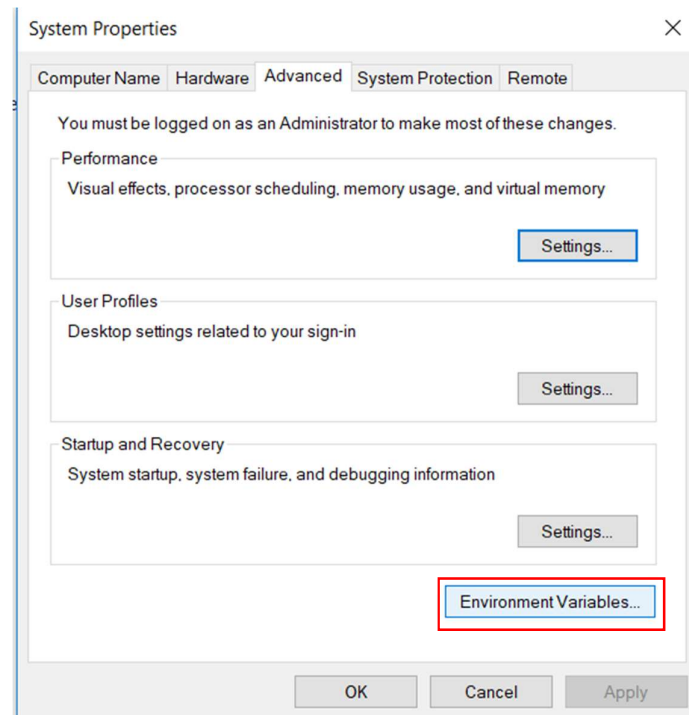 System Properties
Computer Name Hardware Advanced System Protection Remote
You must be logged on as an Administrator to make most of these changes.
Performance
Visual effects, processor scheduling, memory usage, and virtual memory
Settings...
User Profiles
Desktop settings related to your sign-in
Settings...
Startup and Recovery
System startup, system failure, and debugging information
Settings...
Environment Variables...
OK Cancel Apply